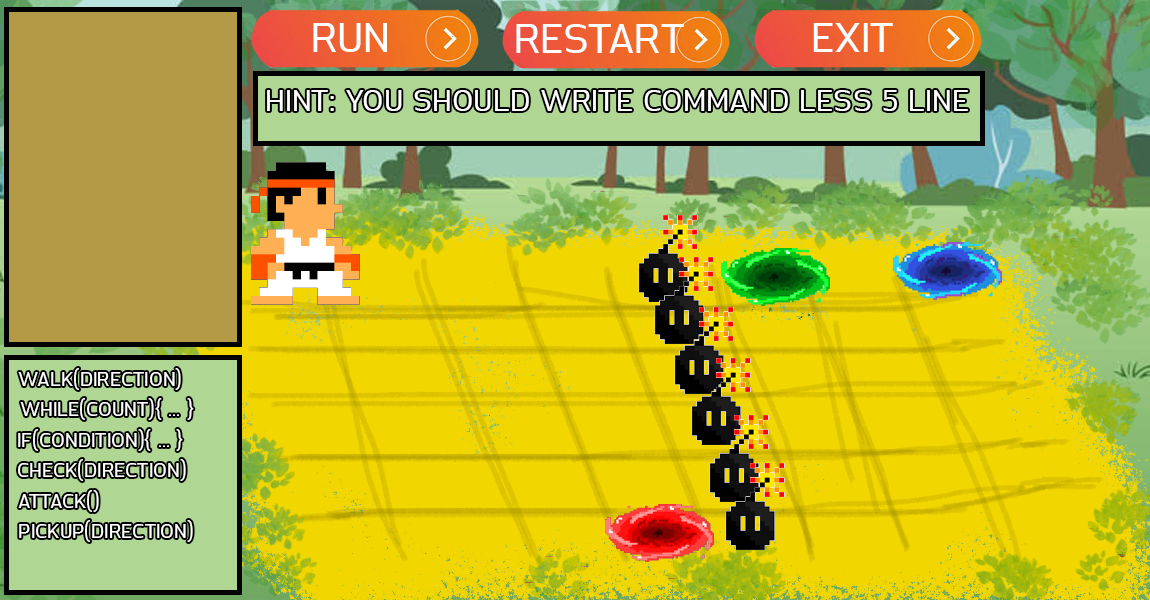 RUN
RESTART
EXIT
HINT: YOU SHOULD WRITE COMMAND LESS 5 LINE
WALK(DIRECTION)
WHILE(COUNT){ ... }
IF(CONDITION){ ... }
CHECK(DIRECTION)
ATTACK()
PICKUP(DIRECTION)